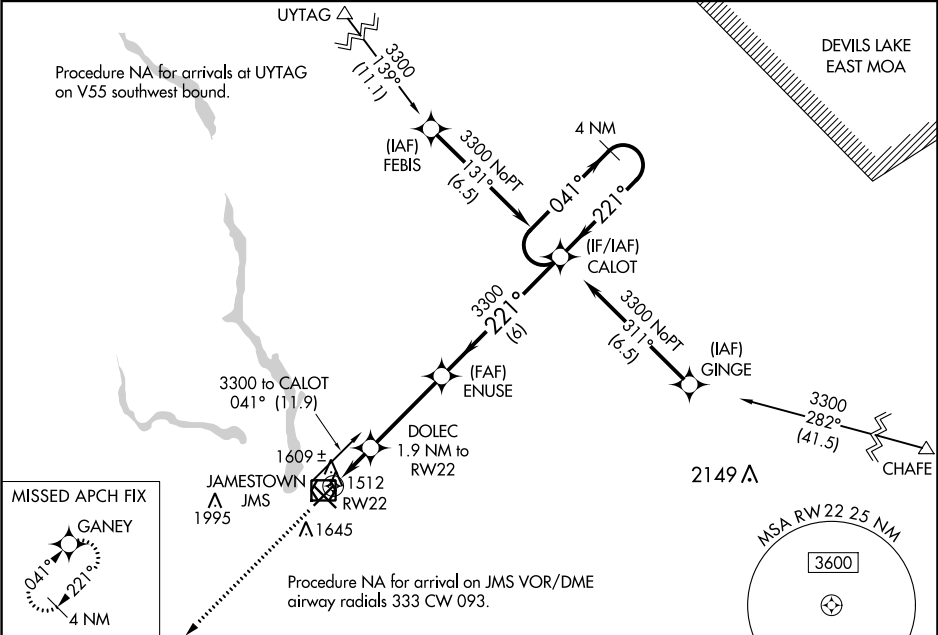 UYTAG
3300
139°
(11.1)
Procedure NA for arrivals at UYTAG
on V55 southwest bound.
DEVILS LAKE
EAST MOA
(IAF)
FEBIS
3300 NoPT
131°
(6.5)
4 NM
041°
221°
(IF/IAF)
CALOT
3300
221°
(6)
3300 NoPT
311°
(6.5)
(IAF)
GINGE
(FAF)
ENUSE
3300 to CALOT
041° (11.9)
3300
282°
(41.5)
CHAFE
DOLEC
1.9 NM to
RW22
1609 ±
JAMESTOWN
JMS
1512
RW22
1995
1645
2149
MISSED APCH FIX
GANEY
041°
221°
4 NM
Procedure NA for arrival on JMS VOR/DME
airway radials 333 CW 093.
MSA RW 22 25 NM
3600